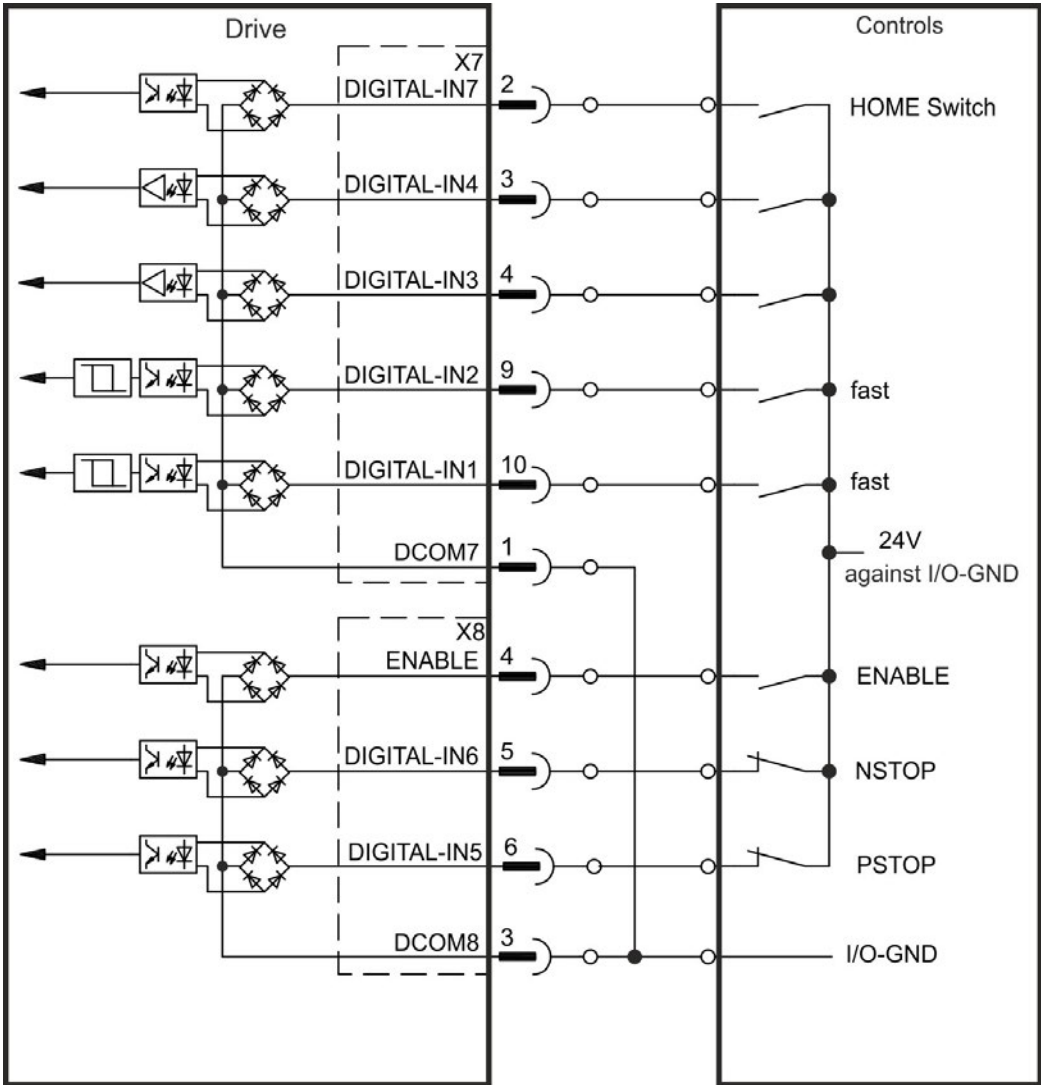 Drive
Controls
X7
DIGITAL-IN7 2 HOME Switch
DIGITAL-IN4 3
DIGITAL-IN3 4
DIGITAL-IN2 9 fast
DIGITAL-IN1 10 fast
24V
against I/O-GND
DCOM7 1
X8
ENABLE 4 ENABLE
DIGITAL-IN6 5 NSTOP
DIGITAL-IN5 6 PSTOP
DCOM8 3 I/O-GND